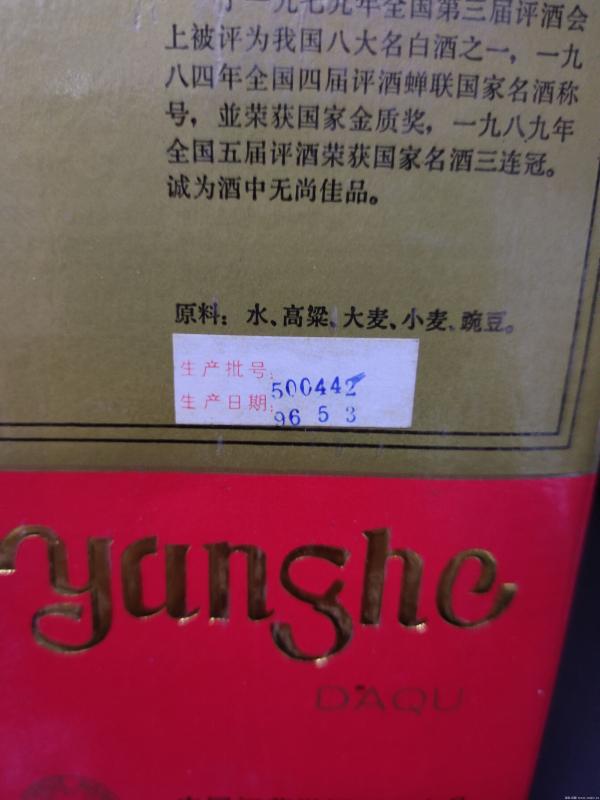 于一九七九年全国第三届评酒会
上被评为我国八大名白酒之一，一九
八四年全国四届评酒蝉联国家名酒称
号，並荣获国家金质奖，一九八九年
全国五届评酒荣获国家名酒三连冠。
诚为酒中无尚佳品。
原料：水、高粱、大麦、小麦、豌豆。
生产批号：500442
生产日期：96 5 3
yanghe
DAQU